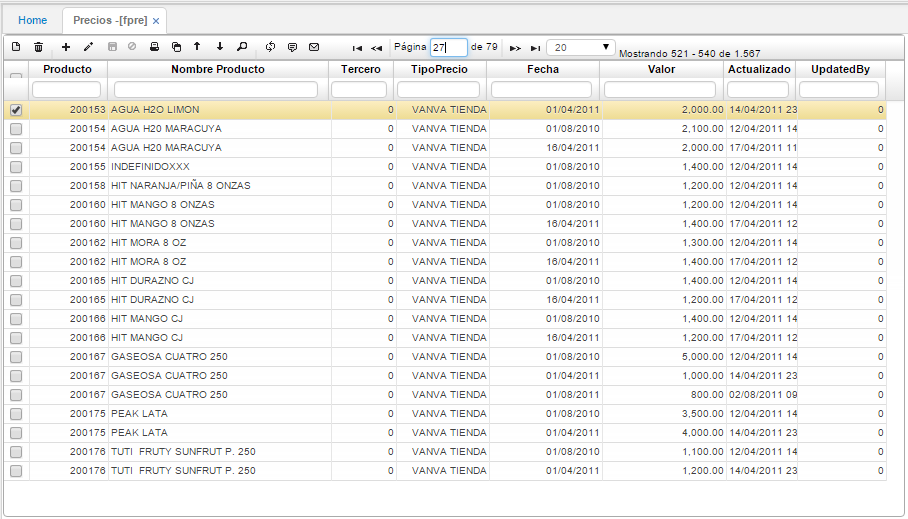 Home Precios -[fpre] ×
Página 27 de 79 20 Mostrando 521 - 540 de 1.567
Producto Nombre Producto Tercero TipoPrecio Fecha Valor Actualizado UpdatedBy
200153 AGUA H2O LIMON 0 VANVA TIENDA 01/04/2011 2,000.00 14/04/2011 23 0
200154 AGUA H20 MARACUYA 0 VANVA TIENDA 01/08/2010 2,100.00 12/04/2011 14 0
200154 AGUA H20 MARACUYA 0 VANVA TIENDA 16/04/2011 2,000.00 17/04/2011 11 0
200155 INDEFINIDOXXX 0 VANVA TIENDA 01/08/2010 1,400.00 12/04/2011 14 0
200158 HIT NARANJA/PIÑA 8 ONZAS 0 VANVA TIENDA 01/08/2010 1,200.00 12/04/2011 14 0
200160 HIT MANGO 8 ONZAS 0 VANVA TIENDA 01/08/2010 1,200.00 12/04/2011 14 0
200160 HIT MANGO 8 ONZAS 0 VANVA TIENDA 16/04/2011 1,400.00 17/04/2011 12 0
200162 HIT MORA 8 OZ 0 VANVA TIENDA 01/08/2010 1,300.00 12/04/2011 14 0
200162 HIT MORA 8 OZ 0 VANVA TIENDA 16/04/2011 1,400.00 17/04/2011 12 0
200165 HIT DURAZNO CJ 0 VANVA TIENDA 01/08/2010 1,400.00 12/04/2011 14 0
200165 HIT DURAZNO CJ 0 VANVA TIENDA 16/04/2011 1,200.00 17/04/2011 12 0
200166 HIT MANGO CJ 0 VANVA TIENDA 01/08/2010 1,400.00 12/04/2011 14 0
200166 HIT MANGO CJ 0 VANVA TIENDA 16/04/2011 1,200.00 17/04/2011 12 0
200167 GASEOSA CUATRO 250 0 VANVA TIENDA 01/08/2010 5,000.00 12/04/2011 14 0
200167 GASEOSA CUATRO 250 0 VANVA TIENDA 01/04/2011 1,000.00 14/04/2011 23 0
200167 GASEOSA CUATRO 250 0 VANVA TIENDA 01/08/2011 800.00 02/08/2011 09 0
200175 PEAK LATA 0 VANVA TIENDA 01/08/2010 3,500.00 12/04/2011 14 0
200175 PEAK LATA 0 VANVA TIENDA 01/04/2011 4,000.00 14/04/2011 23 0
200176 TUTI FRUTY SUNFRUT P. 250 0 VANVA TIENDA 01/08/2010 1,100.00 12/04/2011 14 0
200176 TUTI FRUTY SUNFRUT P. 250 0 VANVA TIENDA 01/04/2011 1,200.00 14/04/2011 23 0